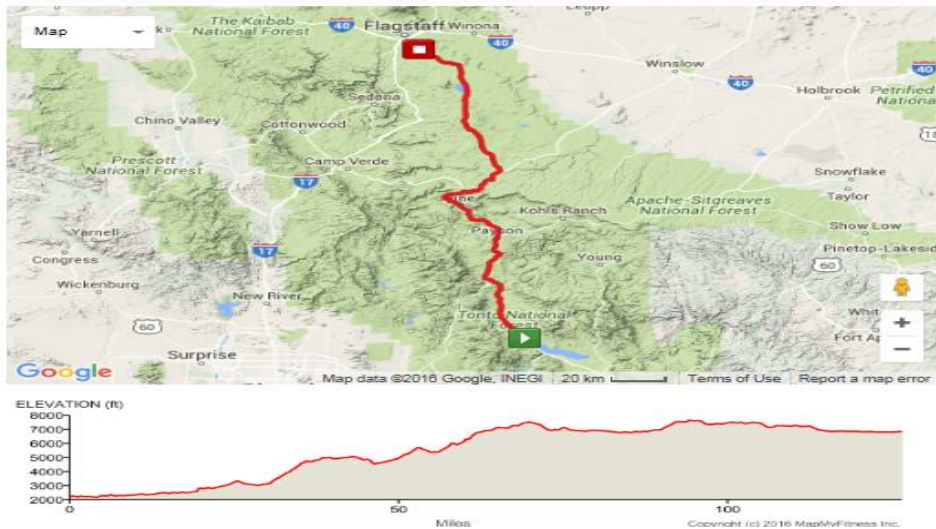 Map
The Kaibab
National Forest
Flagstaff
Winona
Leupp
40
40
40
Winslow
Holbrook
Petrified
National
Sedona
Chino Valley
Cottonwood
Camp Verde
Prescott
National Forest
17
Snowflake
Taylor
Apache-Sitgreaves
National Forest
Show Low
Kohls Ranch
Payson
Pinetop-Lakeside
Yarnell
17
Congress
Young
60
Wickenburg
New River
60
Tonto National
Forest
Fort Ap
Surprise
+
−
Google
Map data ©2016 Google, INEGI
20 km
Terms of Use
Report a map error
ELEVATION (ft)
8000
7000
6000
5000
4000
3000
2000
0
50
100
Miles
Copyright (c) 2016 MapMyFitness Inc.